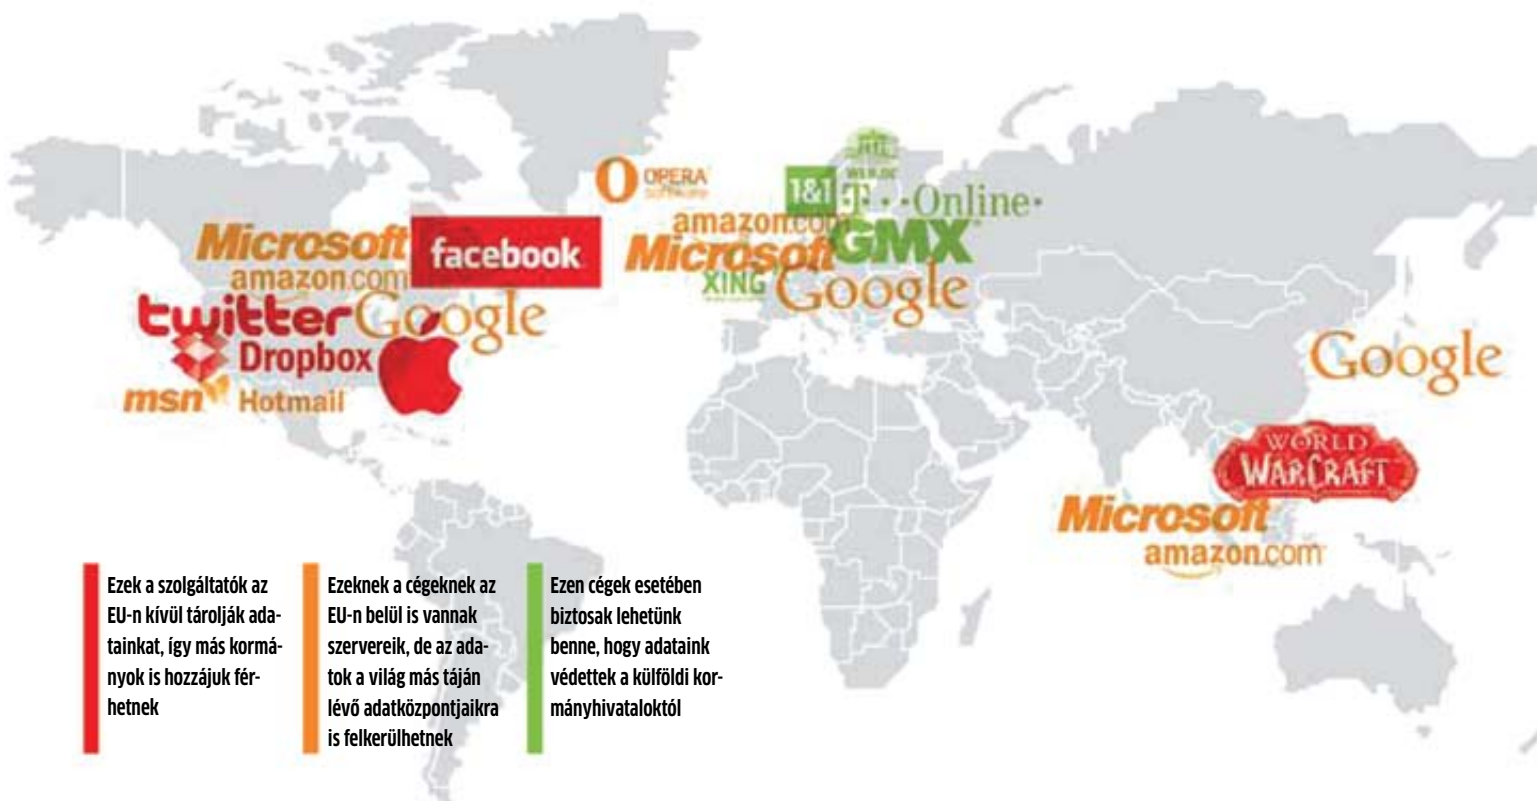 OPERA
software
WEB.DE
1&1
T · · Online ·
amazon.com
Microsoft
GMX
XING
Google
Microsoft
facebook
amazon.com
twitter
Google
Dropbox
msn
Hotmail
Google
WORLD
WARCRAFT
Microsoft
amazon.com
Ezek a szolgáltatók az
EU-n kívül tárolják ada-
tainkat, így más kormá-
nyok is hozzájuk fér-
hetnek
Ezeknek a cégeknek az
EU-n belül is vannak
szervereik, de az ada-
tok a világ más táján
lévő adatközpontjaikra
is felkerülhetnek
Ezen cégek esetében
biztosak lehetünk
benne, hogy adataink
védettek a külföldi kor-
mányhivataloktól